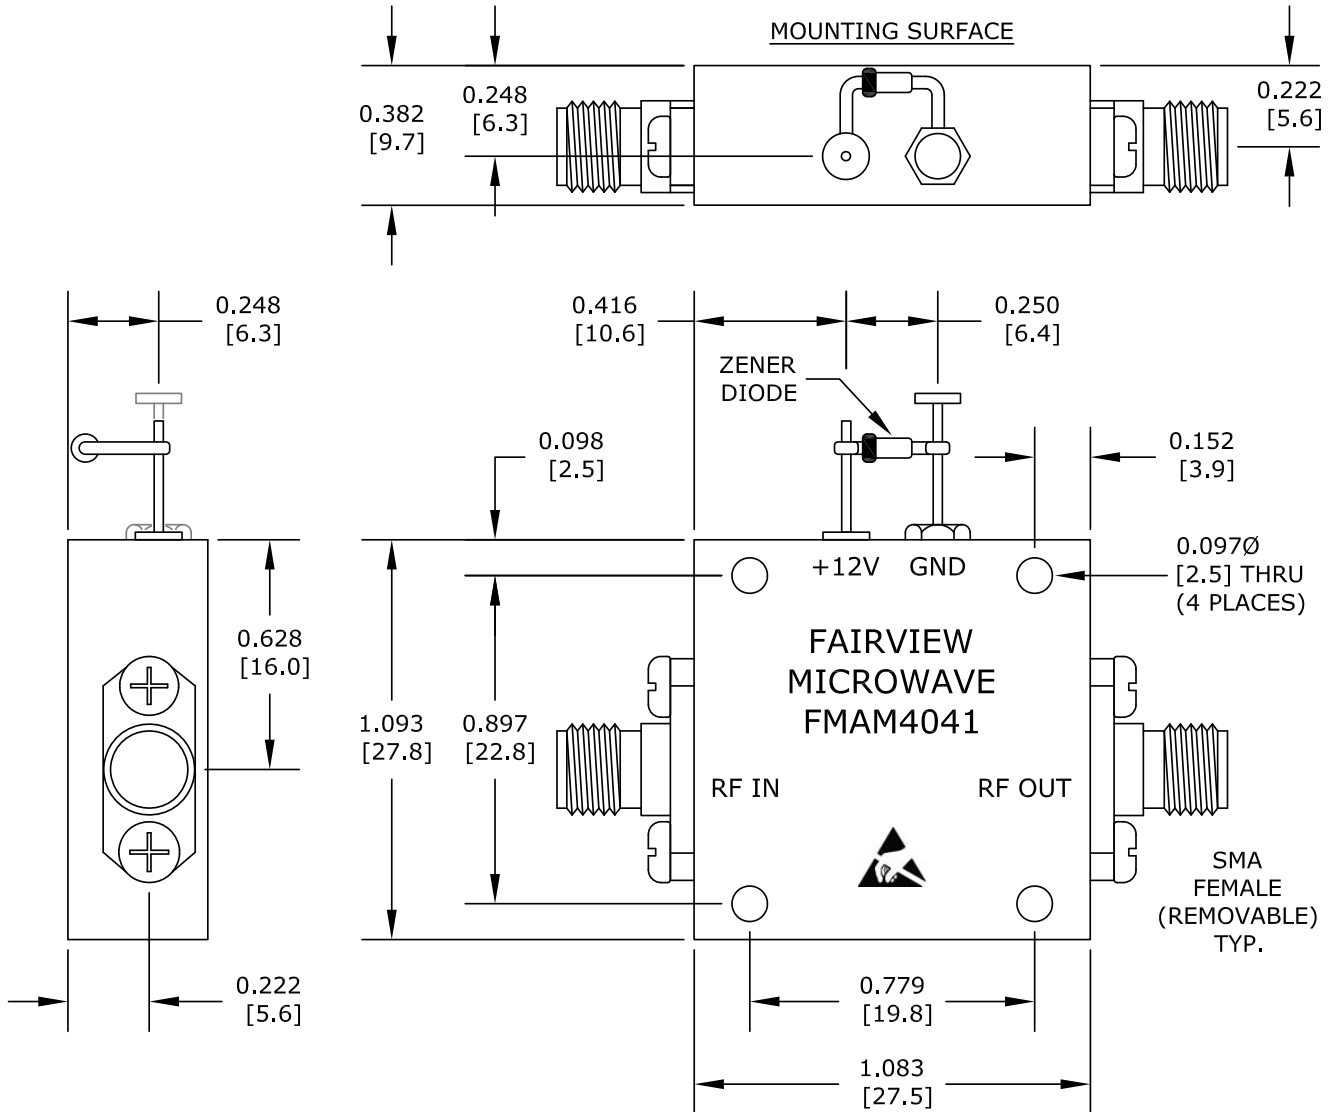 MOUNTING SURFACE
0.382
[9.7]
0.248
[6.3]
0.222
[5.6]
0.248
[6.3]
0.416
[10.6]
0.250
[6.4]
ZENER
DIODE
0.098
[2.5]
0.152
[3.9]
0.097Ø
[2.5] THRU
(4 PLACES)
+12V GND
0.628
[16.0]
1.093
[27.8]
0.897
[22.8]
FAIRVIEW
MICROWAVE
FMAM4041
RF IN
RF OUT
SMA
FEMALE
(REMOVABLE)
TYP.
0.222
[5.6]
0.779
[19.8]
1.083
[27.5]